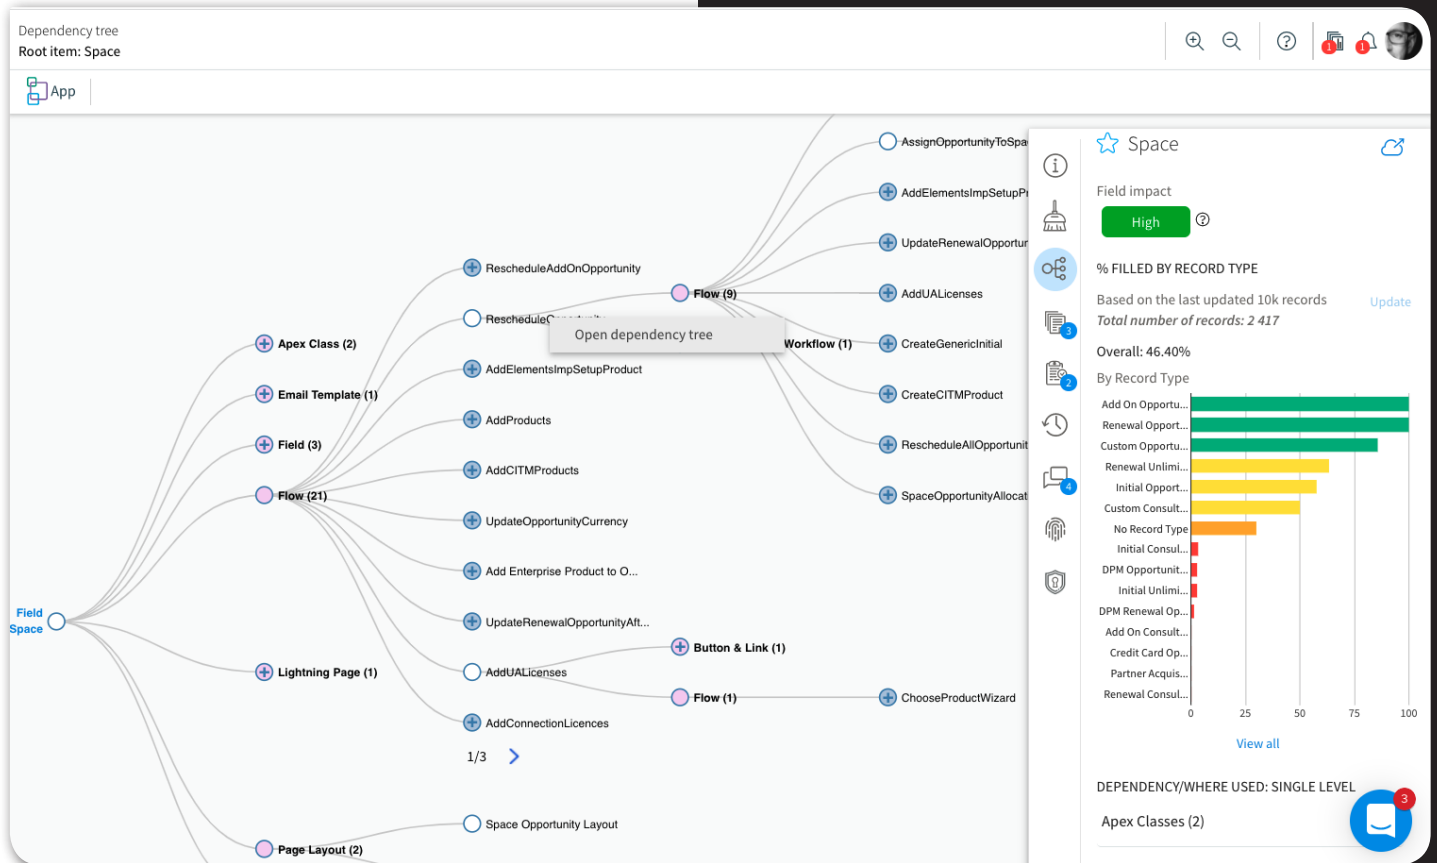 Dependency tree
Root item: Space
1
1
App
AssignOpportunityToSpa
AddElementsImpSetupPr
UpdateRenewalOpportur
RescheduleAddOnOpportunity
Flow (9)
AddUALicenses
RescheduleOpportunity
Open dependency tree
Apex Class (2)
Workflow (1)
CreateGenericInitial
AddElementsImpSetupProduct
Email Template (1)
CreateCITMProduct
AddProducts
Field (3)
RescheduleAllOpportunit
AddCITMProducts
Flow (21)
SpaceOpportunityAllocat
UpdateOpportunityCurrency
Add Enterprise Product to O...
Field
Space
UpdateRenewalOpportunityAft...
Button & Link (1)
Lightning Page (1)
AddUALicenses
Flow (1)
ChooseProductWizard
AddConnectionLicences
1/3
Space Opportunity Layout
Page Layout (2)
3
2
4
Space
Field impact
High
% FILLED BY RECORD TYPE
Based on the last updated 10k records
Update
Total number of records: 2 417
Overall: 46.40%
By Record Type
Add On Opportu...
Renewal Opport...
Custom Opportu...
Renewal Unlimi...
Initial Opport...
Custom Consult...
No Record Type
Initial Consul...
DPM Opportunit...
Initial Unlimi...
DPM Renewal Op...
Add On Consult...
Credit Card Op...
Partner Acquis...
Renewal Consul...
0 25 50 75 100
View all
DEPENDENCY/WHERE USED: SINGLE LEVEL
3
Apex Classes (2)